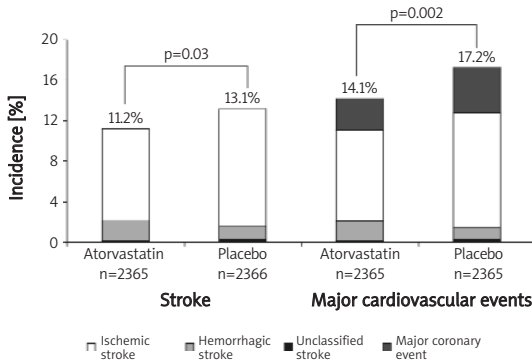 p=0.002
20
p=0.03
17.2%
16
14.1%
13.1%
11.2%
12
8
4
0
Incidence [%]
Atorvastatin Placebo Atorvastatin Placebo
n=2365 n=2366 n=2365 n=2365
Stroke Major cardiovascular events
Ischemic Hemorrhagic Unclassified Major coronary
stroke stroke stroke event